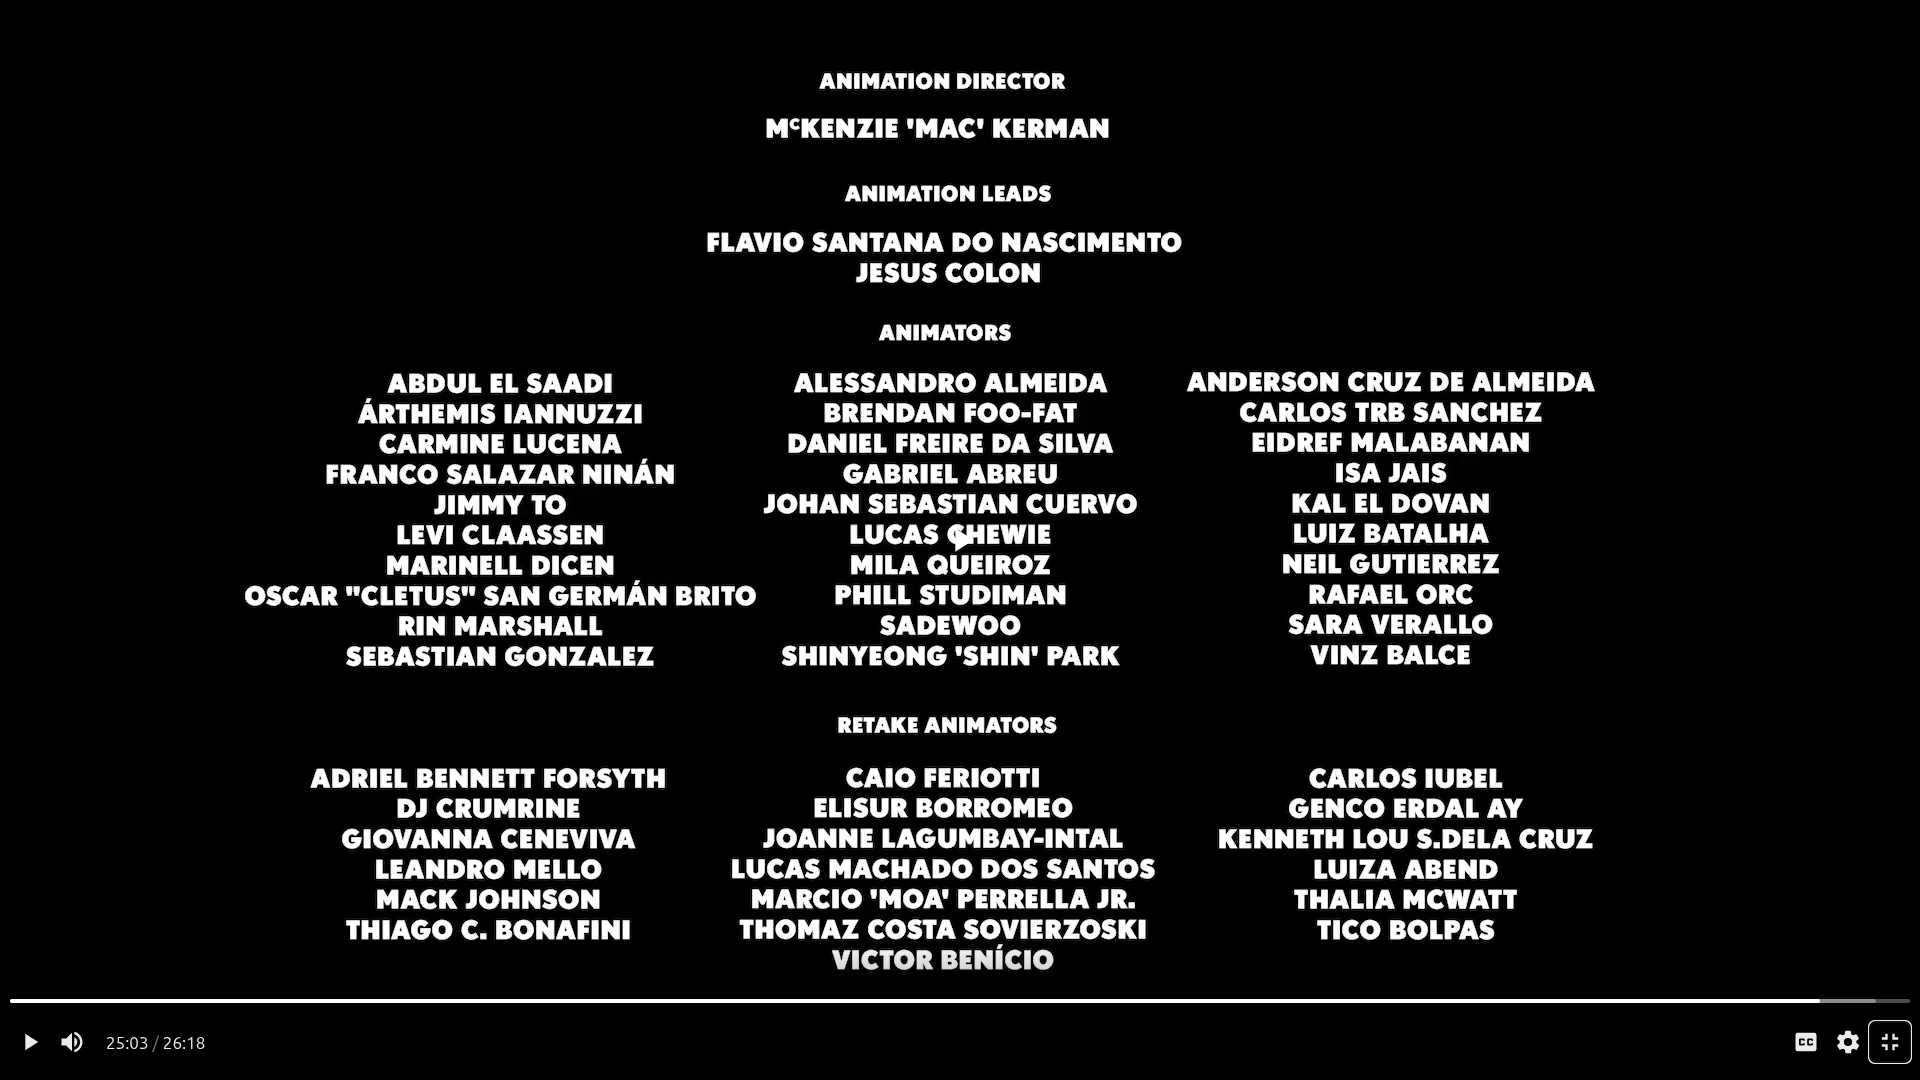 ANIMATION DIRECTOR
McKENZIE 'MAC' KERMAN
ANIMATION LEADS
FLAVIO SANTANA DO NASCIMENTO
JESUS COLON
ANIMATORS
ABDUL EL SAADI
ÁRTHEMIS IANNUZZI
CARMINE LUCENA
FRANCO SALAZAR NINÁN
JIMMY TO
LEVI CLAASSEN
MARINELL DICEN
OSCAR "CLETUS" SAN GERMÁN BRITO
RIN MARSHALL
SEBASTIAN GONZALEZ
ALESSANDRO ALMEIDA
BRENDAN FOO-FAT
DANIEL FREIRE DA SILVA
GABRIEL ABREU
JOHAN SEBASTIAN CUERVO
LUCAS CHEWIE
MILA QUEIROZ
PHILL STUDIMAN
SADEWOO
SHINYEONG 'SHIN' PARK
ANDERSON CRUZ DE ALMEIDA
CARLOS TRB SANCHEZ
EIDREF MALABANAN
ISA JAIS
KAL EL DOVAN
LUIZ BATALHA
NEIL GUTIERREZ
RAFAEL ORC
SARA VERALLO
VINZ BALCE
RETAKE ANIMATORS
ADRIEL BENNETT FORSYTH
DJ CRUMRINE
GIOVANNA CENEVIVA
LEANDRO MELLO
MACK JOHNSON
THIAGO C. BONAFINI
CAIO FERIOTTI
ELISUR BORROMEO
JOANNE LAGUMBAY-INTAL
LUCAS MACHADO DOS SANTOS
MARCIO 'MOA' PERRELLA JR.
THOMAZ COSTA SOVIERZOSKI
VICTOR BENÍCIO
CARLOS IUBEL
GENCO ERDAL AY
KENNETH LOU S.DELA CRUZ
LUIZA ABEND
THALIA MCWATT
TICO BOLPAS
25:03 / 26:18
CC